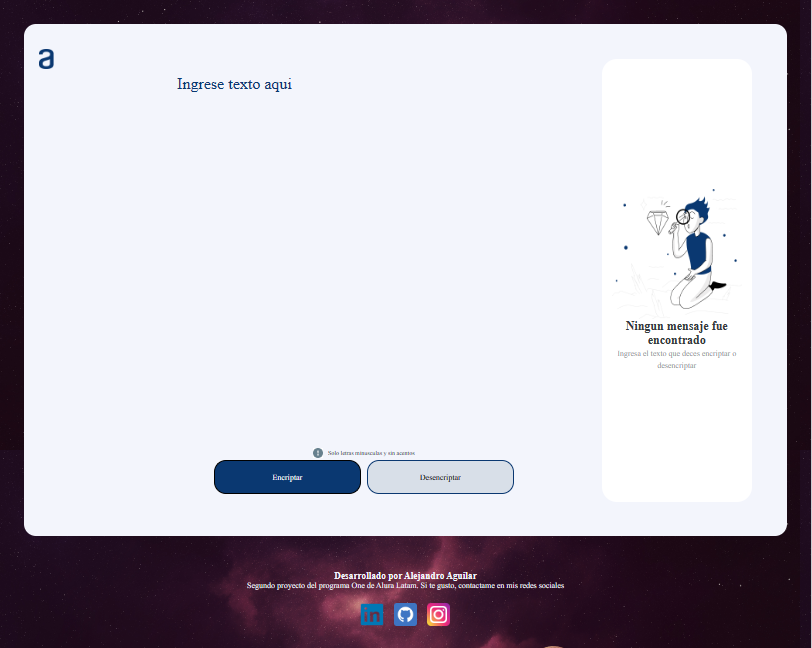 a
Ingrese texto aqui
Ningun mensaje fue
encontrado
Ingresa el texto que deces encriptar o
desencriptar
! Solo letras minusculas y sin acentos
Encriptar
Desencriptar
Desarrollado por Alejandro Aguilar
Segundo proyecto del programa One de Alura Latam. Si te gusto, contactame en mis redes sociales
in